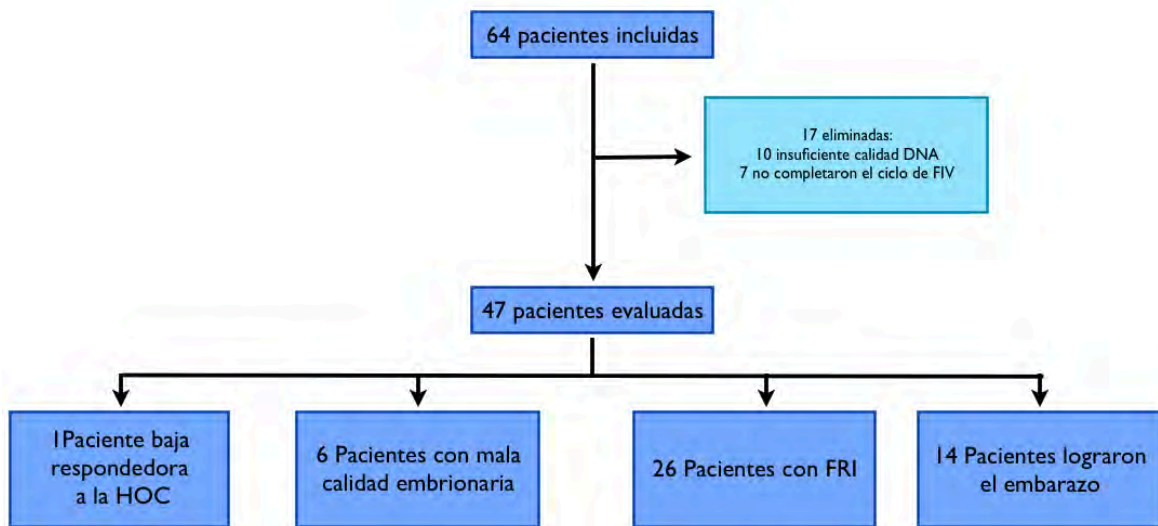 64 pacientes incluidas
17 eliminadas:
10 insuficiente calidad DNA
7 no completaron el ciclo de FIV
47 pacientes evaluadas
1Paciente baja
respondedora
a la HOC
6 Pacientes con mala
calidad embrionaria
26 Pacientes con FRI
14 Pacientes lograron
el embarazo